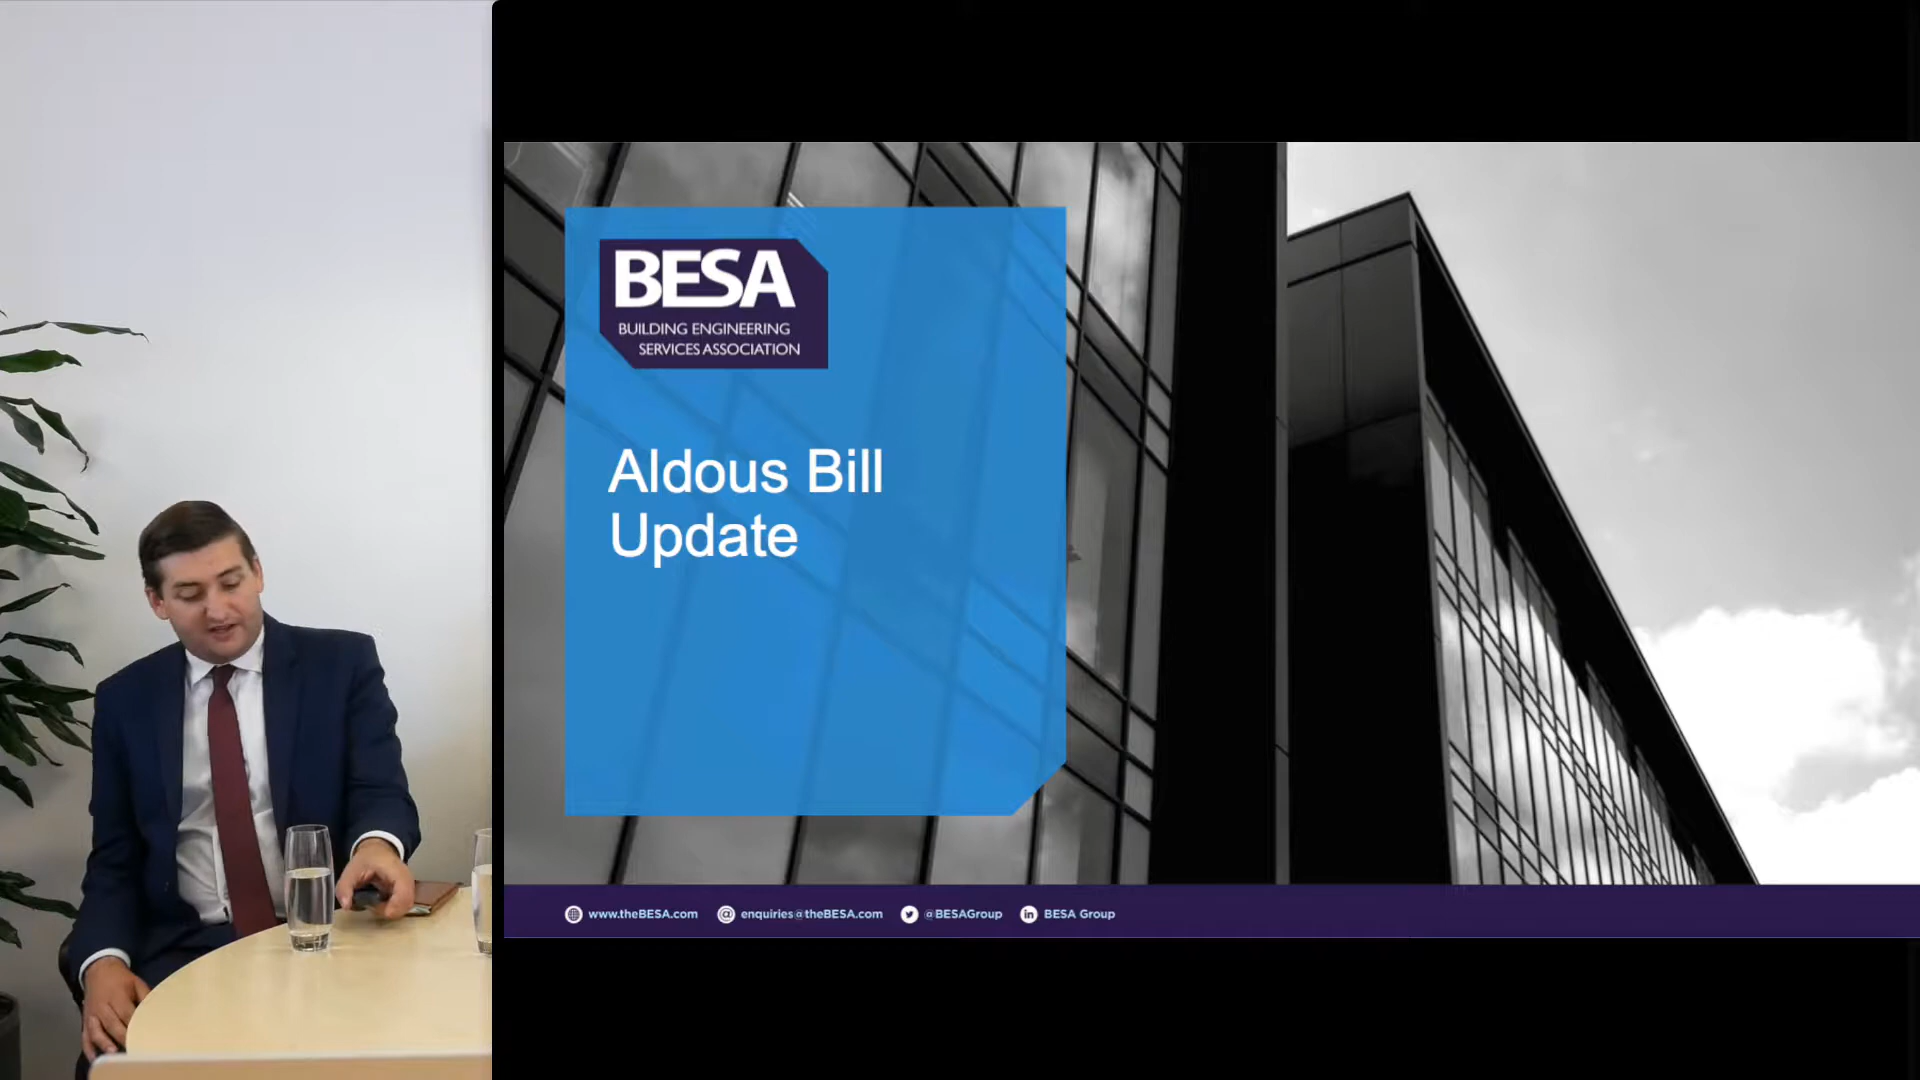 BESA
BUILDING ENGINEERING
SERVICES ASSOCIATION
Aldous Bill
Update
www.theBESA.com enquiries@theBESA.com @BESAGroup BESA Group